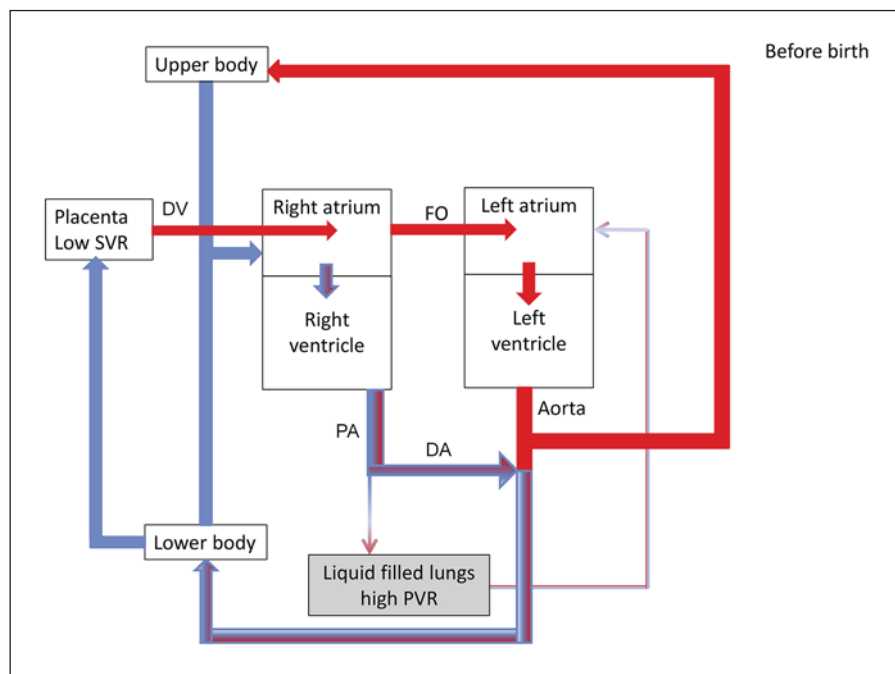 Before birth
Upper body
DV
Placenta
Low SVR
Right atrium
FO
Left atrium
Right
ventricle
Left
ventricle
Aorta
PA
DA
Lower body
Liquid filled lungs
high PVR